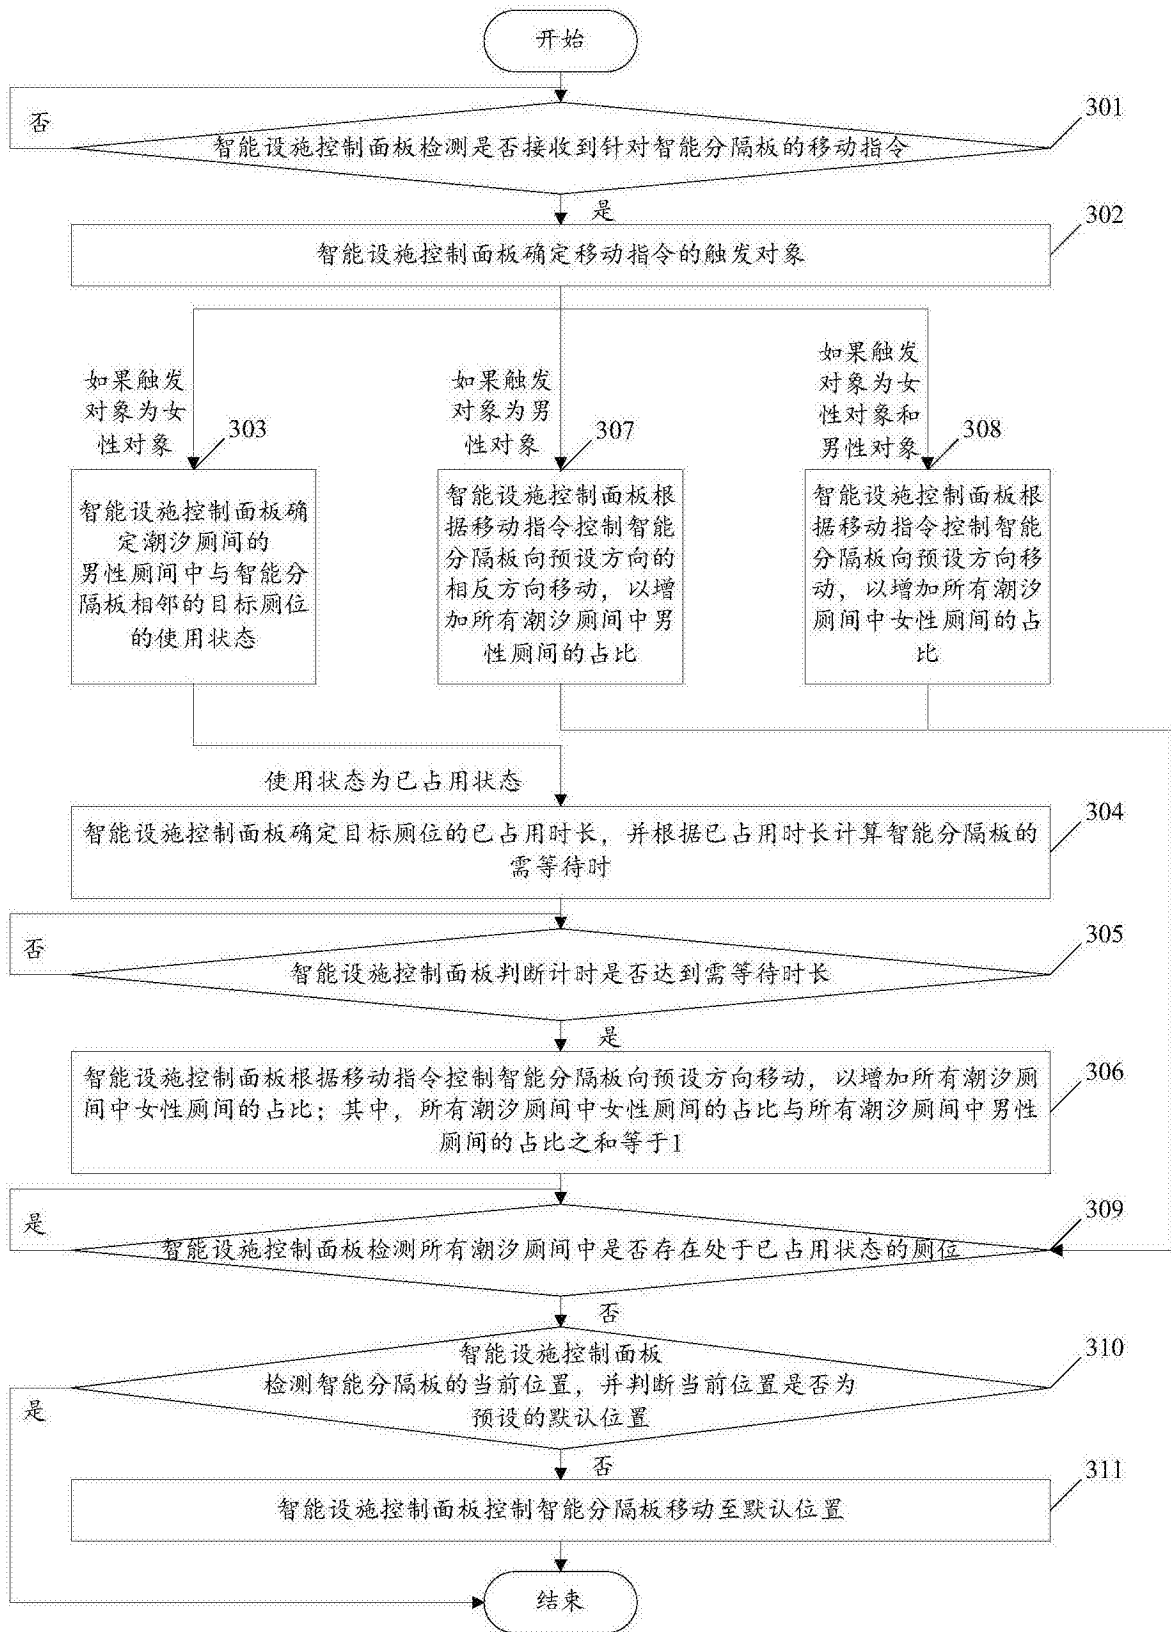 开始
否
301
智能设施控制面板检测是否接收到针对智能分隔板的移动指令
是
302
智能设施控制面板确定移动指令的触发对象
如果触发
对象为女
性对象
303
如果触发
对象为男
性对象
307
如果触发
对象为女
性对象和
男性对象
308
智能设施控制面板确
定潮汐厕间的
男性厕间中与智能分
隔板相邻的目标厕位
的使用状态
智能设施控制面板根
据移动指令控制智能
分隔板向预设方向的
相反方向移动，以增
加所有潮汐厕间中男
性厕间的占比
智能设施控制面板根
据移动指令控制智能
分隔板向预设方向移
动，以增加所有潮汐
厕间中女性厕间的占
比
使用状态为已占用状态
304
智能设施控制面板确定目标厕位的已占用时长，并根据已占用时长计算智能分隔板的
需等待时
否
305
智能设施控制面板判断计时是否达到需等待时长
是
306
智能设施控制面板根据移动指令控制智能分隔板向预设方向移动，以增加所有潮汐厕
间中女性厕间的占比；其中，所有潮汐厕间中女性厕间的占比与所有潮汐厕间中男性
厕间的占比之和等于1
是
309
智能设施控制面板检测所有潮汐厕间中是否存在处于已占用状态的厕位
否
310
智能设施控制面板
检测智能分隔板的当前位置，并判断当前位置是否为
预设的默认位置
是
否
311
智能设施控制面板控制智能分隔板移动至默认位置
结束